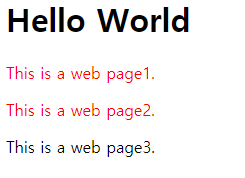 Hello World
This is a web page1.
This is a web page2.
This is a web page3.